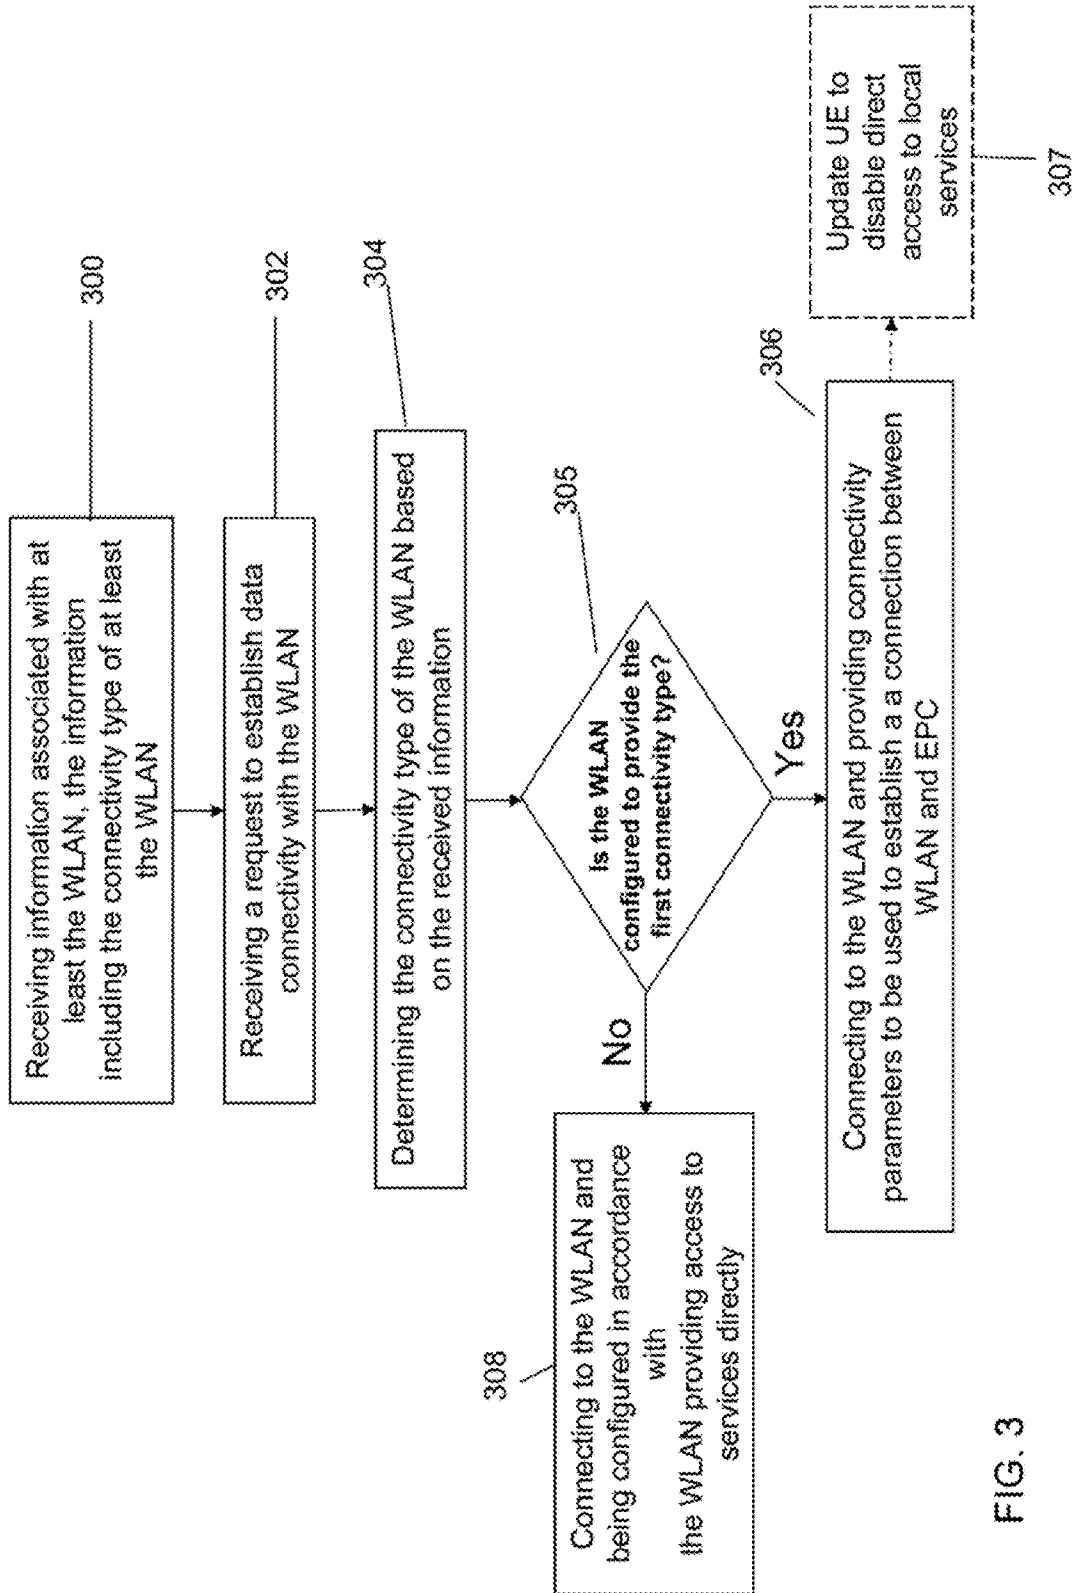 Receiving information associated with at
least the WLAN, the information
including the connectivity type of at least
the WLAN
300
Receiving a request to establish data
connectivity with the WLAN
302
Determining the connectivity type of the WLAN based
on the received information
304
Is the WLAN
configured to provide the
first connectivity type?
305
No
Yes
Connecting to the WLAN and
being configured in accordance
with
the WLAN providing access to
services directly
308
Connecting to the WLAN and providing connectivity
parameters to be used to establish a a connection between
WLAN and EPC
306
Update UE to
disable direct
access to local
services
307
FIG. 3